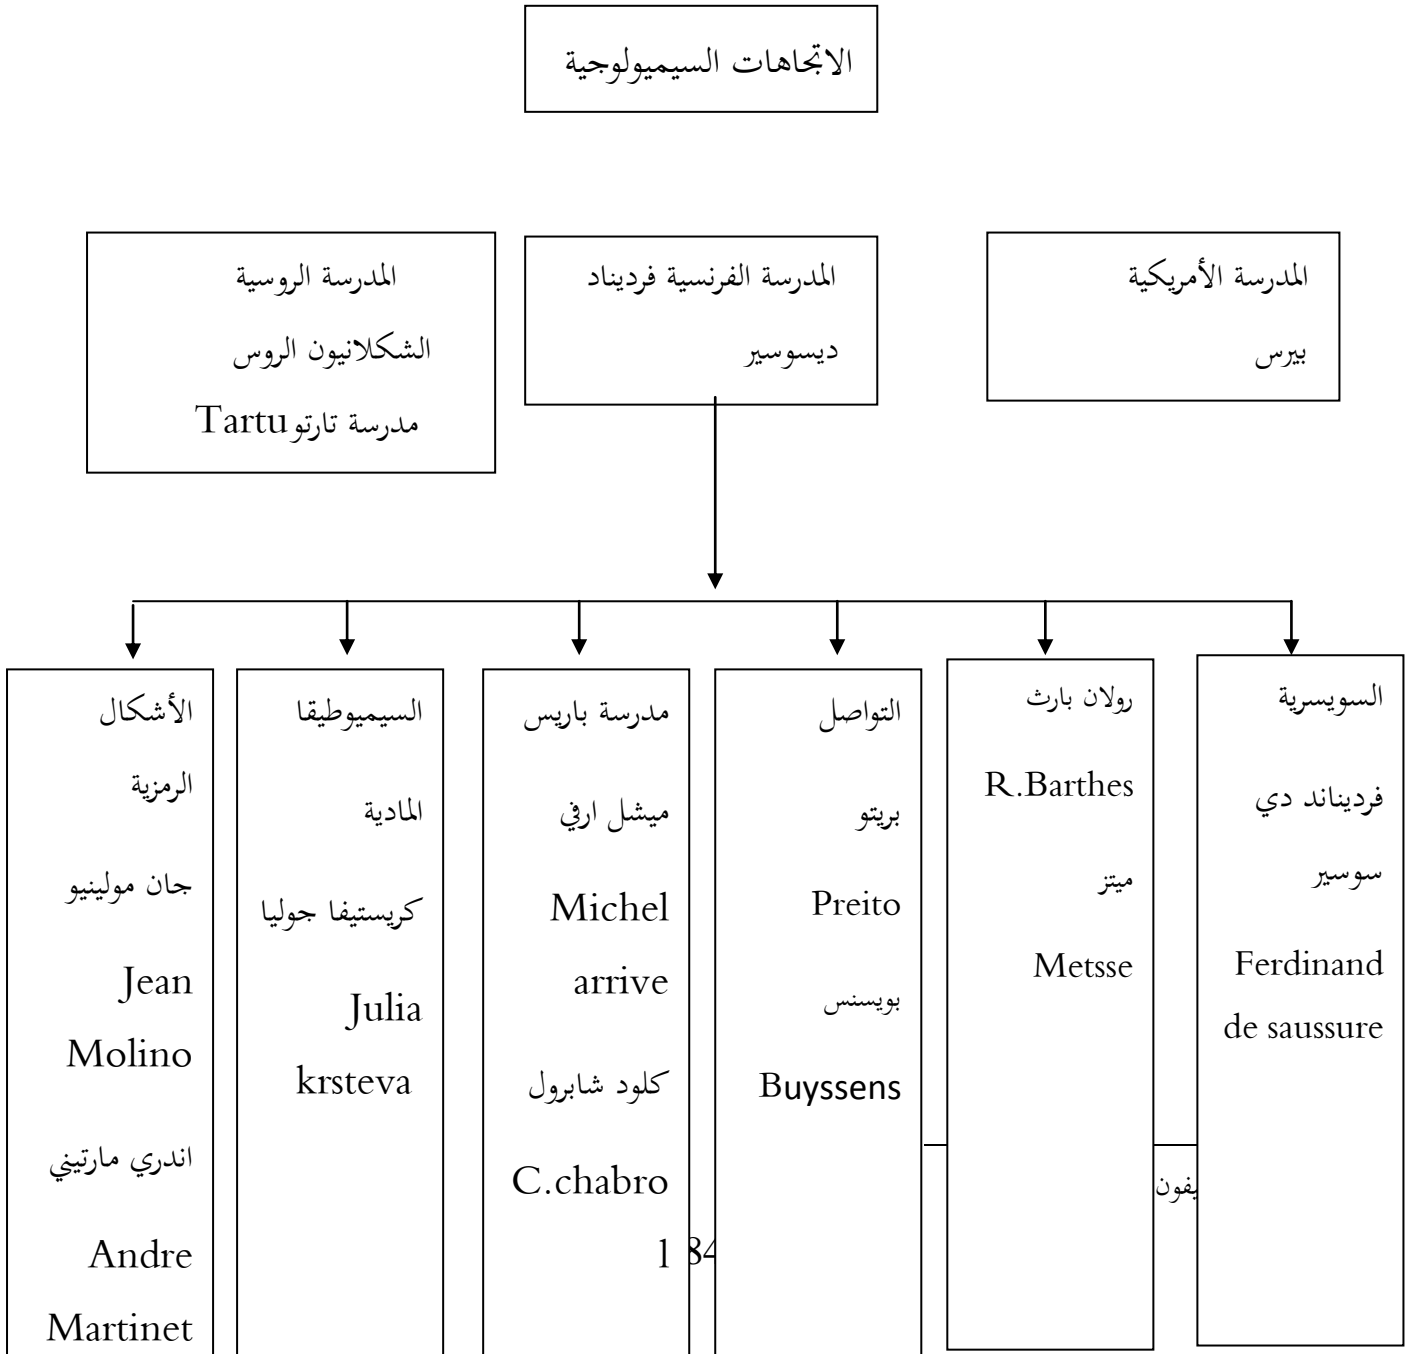 الاتجاهات السيميولوجية
المدرسة الأمريكية
بيرس
المدرسة الفرنسية فرديناد
ديسوسير
المدرسة الروسية
الشكلانيون الروس
مدرسة تارتو Tartu
السويسرية
فرديناند دي
سوسير
Ferdinand
de saussure
رولان بارث
R.Barthes
ميتز
Metsse
التواصل
بريتو
Preito
بويسنس
Buyssens
مدرسة باريس
ميشل ارفي
Michel
arrive
كلود شابرول
C.chabro
l
السيميوطيقا
المادية
كريستيفا جوليا
Julia
krsteva
الأشكال
الرمزية
جان مولينيو
Jean
Molino
اندري مارتيني
Andre
Martinet
84